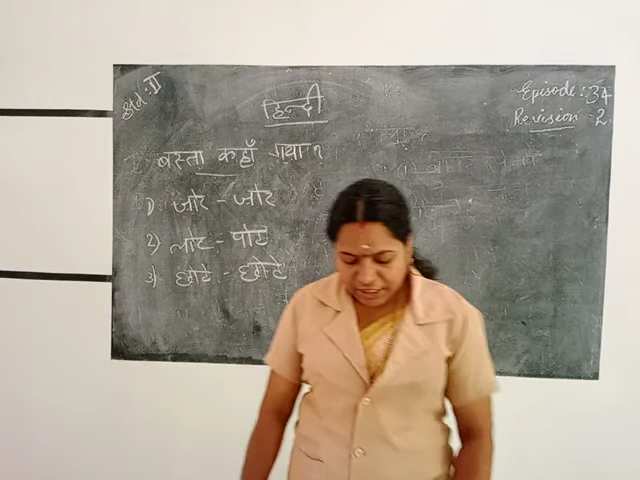 Std : II
हिन्दी
Episode : 34
Revision - 2
बस्ता कहाँ गया ?
1) जोर - जोर
2) लोट - पोट
3) छोटे - छोटे